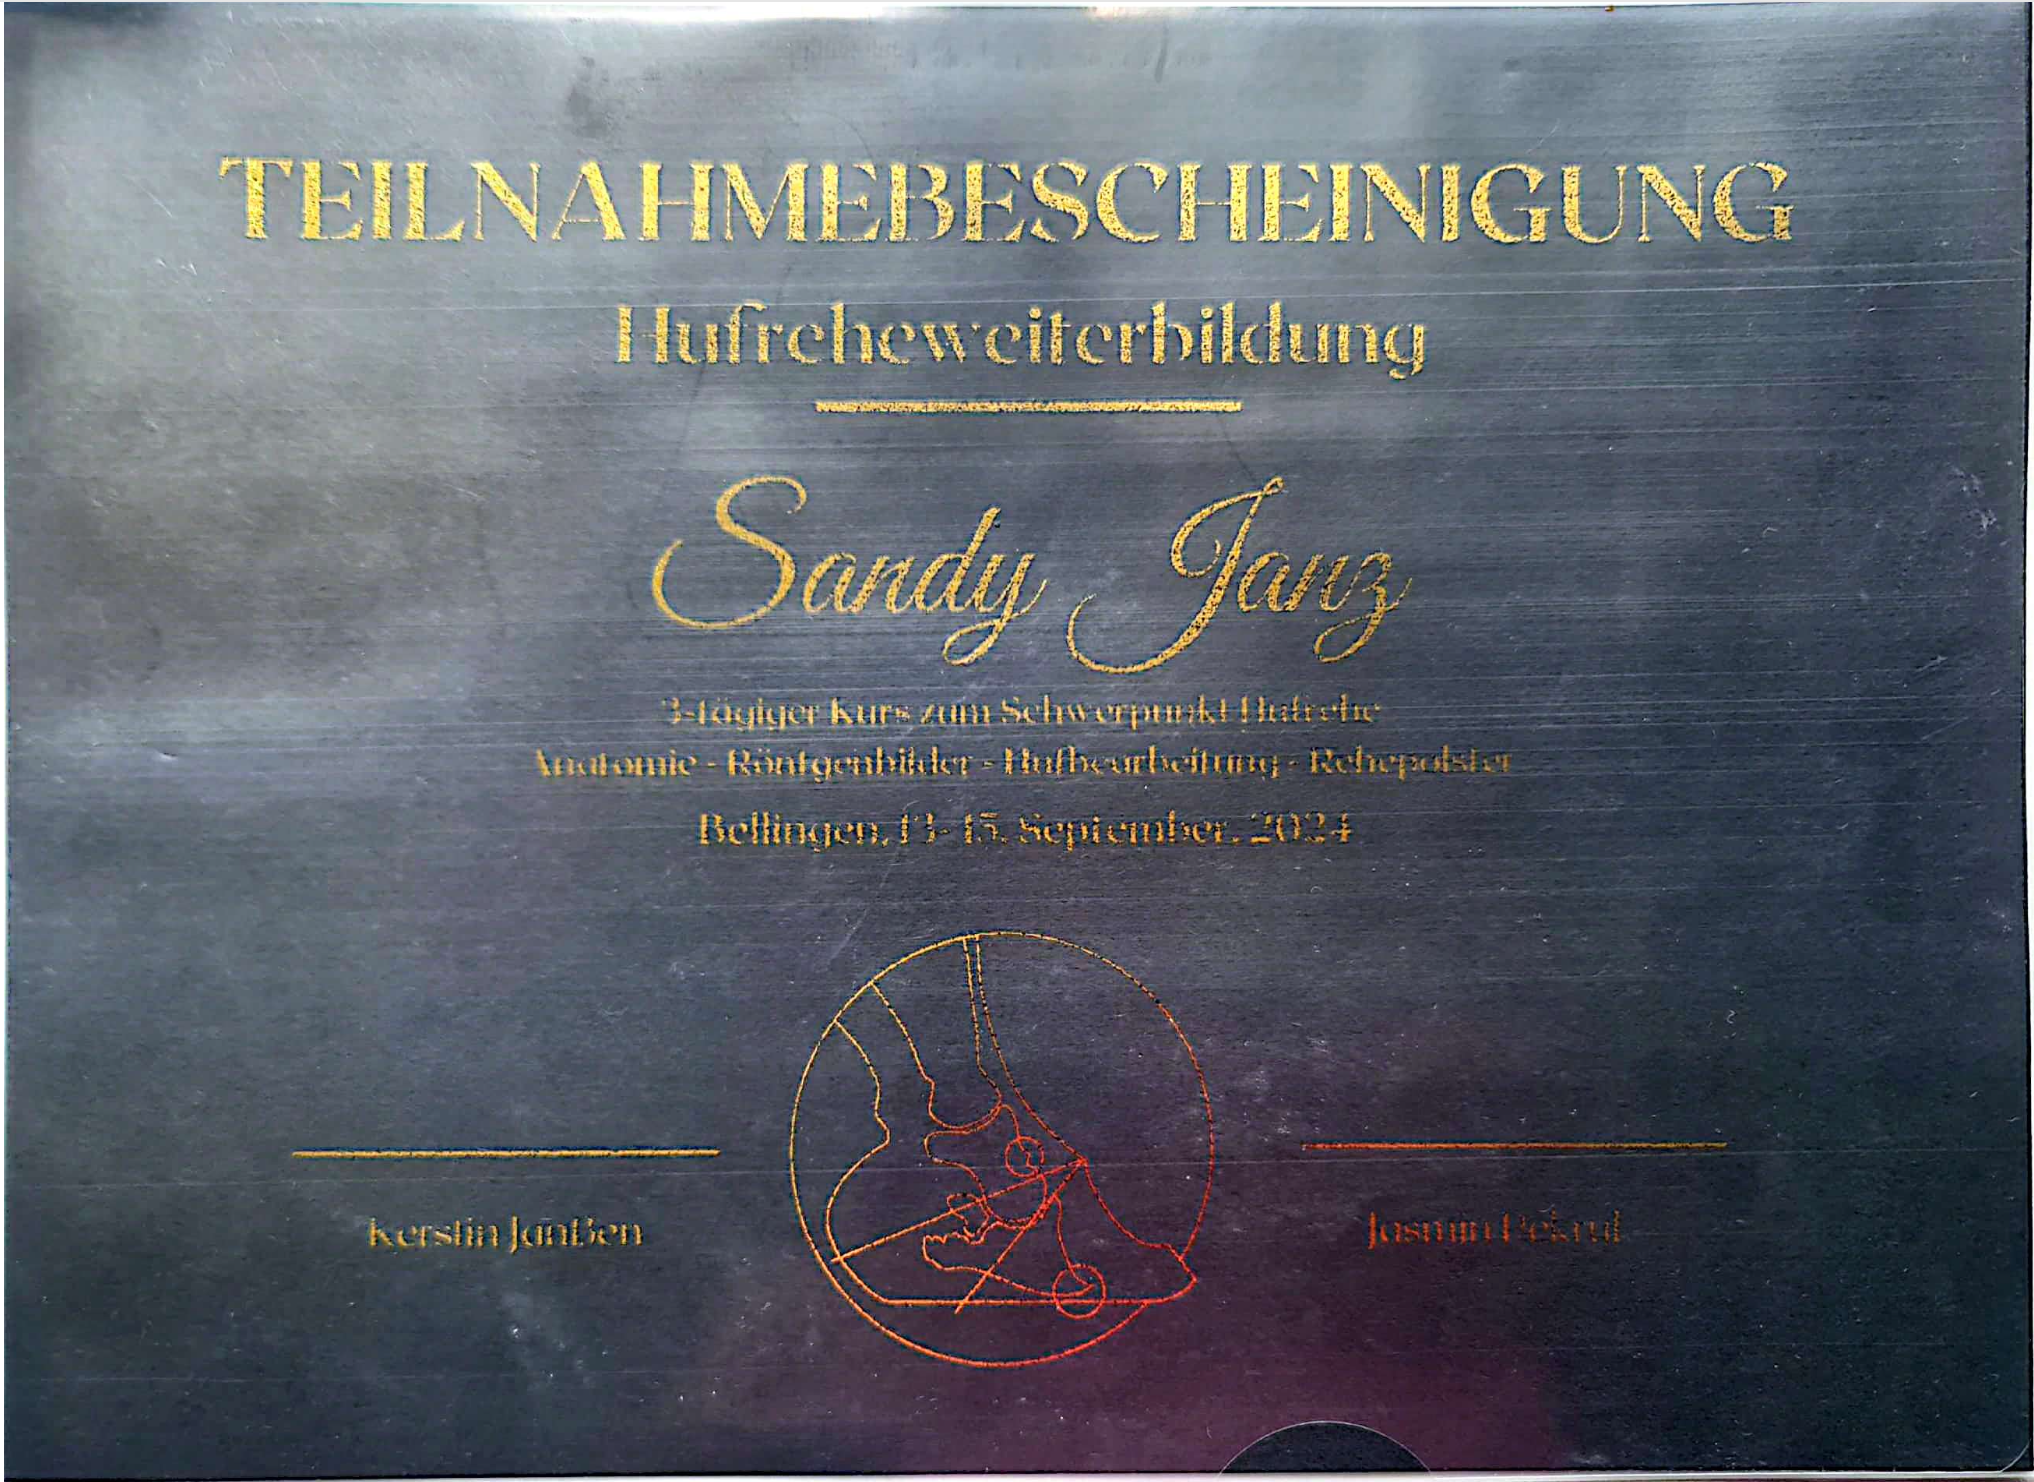 TEILNAHMEBESCHEINIGUNG
Hufreheweiterbildung
Sandy Janz
3-tägiger Kurs zum Schwerpunkt Hufrehe
Anatomie - Röntgenbilder - Hufbearbeitung - Rehepolster
Bellingen, 13- 15. September. 2024
Kerstin Janßen
Jasmin